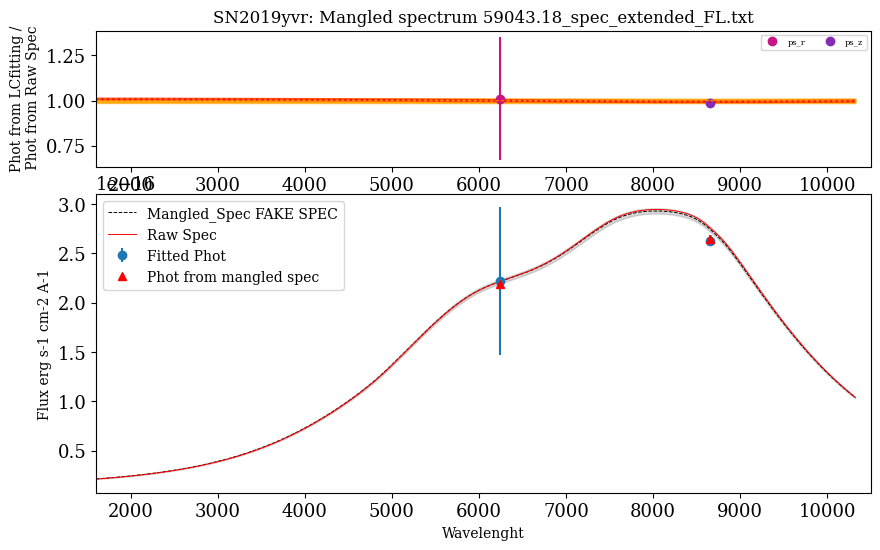 SN2019yvr: Mangled spectrum 59043.18_spec_extended_FL.txt
Phot from LCfitting /
Phot from Raw Spec
1.25
1.00
0.75
ps_r
ps_z
2000 3000 4000 5000 6000 7000 8000 9000 10000
1e−16
Flux erg s-1 cm-2 A-1
3.0
2.5
2.0
1.5
1.0
0.5
Mangled_Spec FAKE SPEC
Raw Spec
Fitted Phot
Phot from mangled spec
2000 3000 4000 5000 6000 7000 8000 9000 10000
Wavelenght